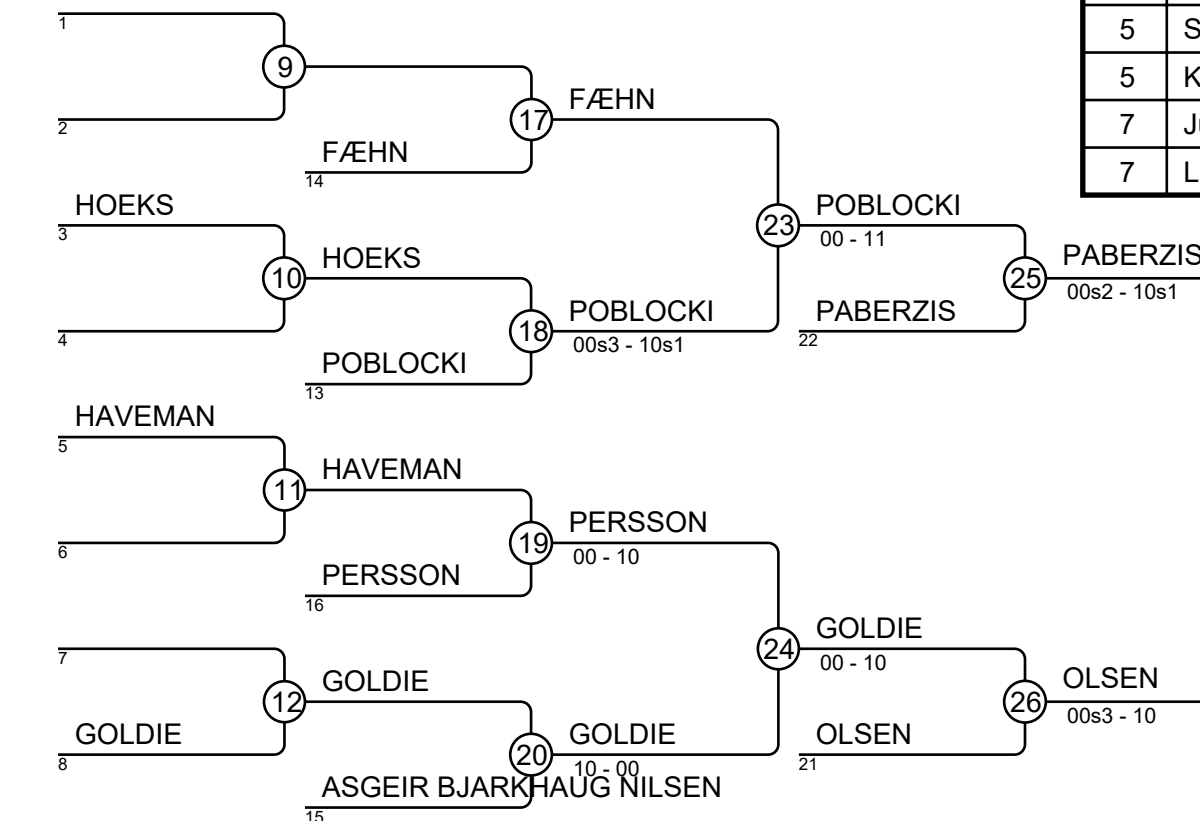 1
9
2
FÆHN
17
FÆHN
14
HOEKS
3
10
HOEKS
4
POBLOCKI
00s3 - 10s1
18
POBLOCKI
13
23
POBLOCKI
00 - 11
PABERZIS
22
25
PABERZIS
00s2 - 10s1
HAVEMAN
5
11
HAVEMAN
6
PERSSON
00 - 10
19
PERSSON
16
7
12
GOLDIE
GOLDIE
8
20
GOLDIE
10 - 00
ASGEIR BJARKHAUG NILSEN
15
24
GOLDIE
00 - 10
OLSEN
21
26
OLSEN
00s3 - 10
5 S
5 K
7
7 L